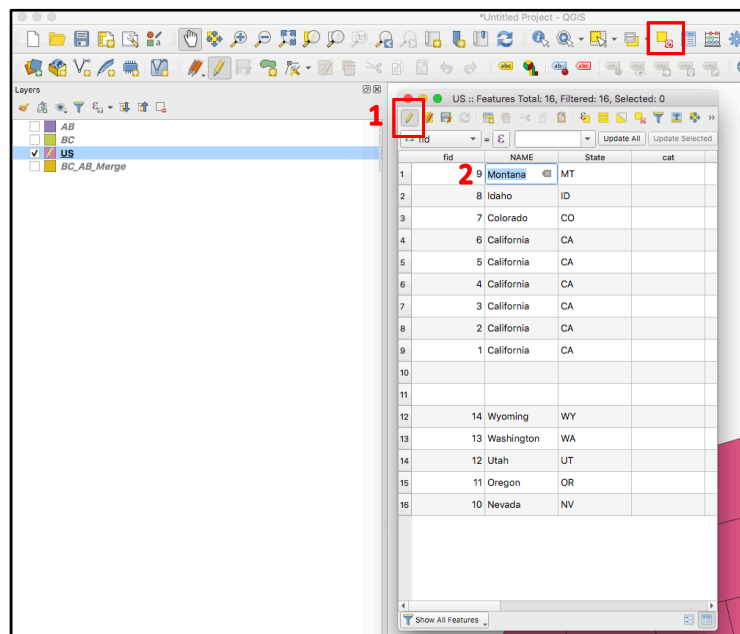 *Untitled Project - QGIS
Layers
AB
BC
US
BC_AB_Merge
1
US :: Features Total: 16, Filtered: 16, Selected: 0
1.2 fid = ε Update All Update Selected
fid NAME State cat
2
1 9 Montana MT
2 8 Idaho ID
3 7 Colorado CO
4 6 California CA
5 5 California CA
6 4 California CA
7 3 California CA
8 2 California CA
9 1 California CA
10
11
12 14 Wyoming WY
13 13 Washington WA
14 12 Utah UT
15 11 Oregon OR
16 10 Nevada NV
Show All Features